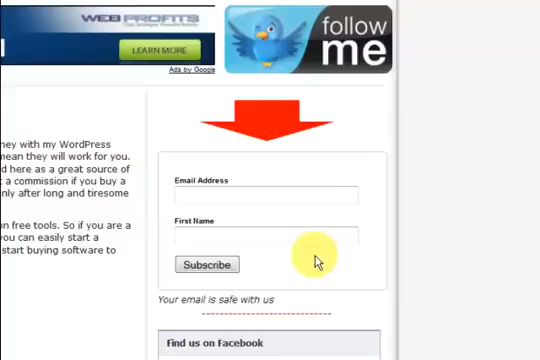 WEB PROFITS
LEARN MORE
Ads by Google
follow
me
ney with my WordPress
mean they will work for you.
d here as a great source of
t a commission if you buy a
nly after long and tiresome
on free tools. So if you are a
you can easily start a
start buying software to
Email Address
First Name
Subscribe
Your email is safe with us
Find us on Facebook